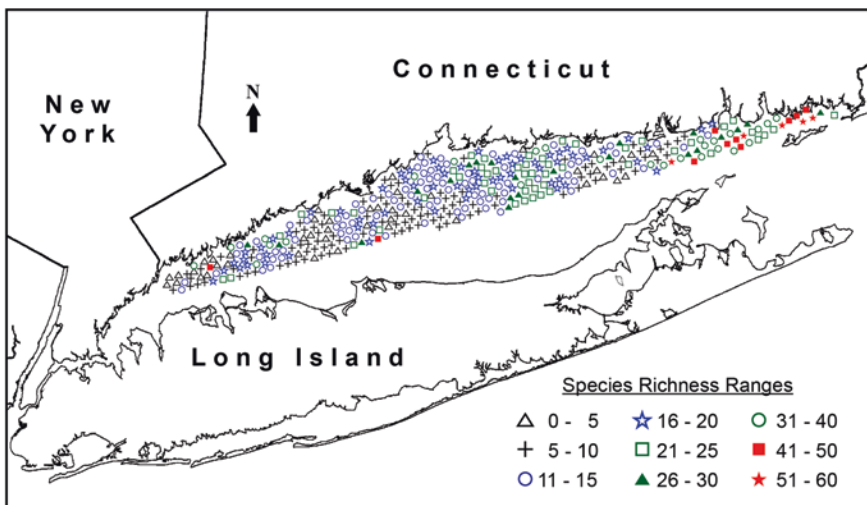 Connecticut
New
York
N
Long Island
Species Richness Ranges
0 - 5
16 - 20
31 - 40
5 - 10
21 - 25
41 - 50
11 - 15
26 - 30
51 - 60